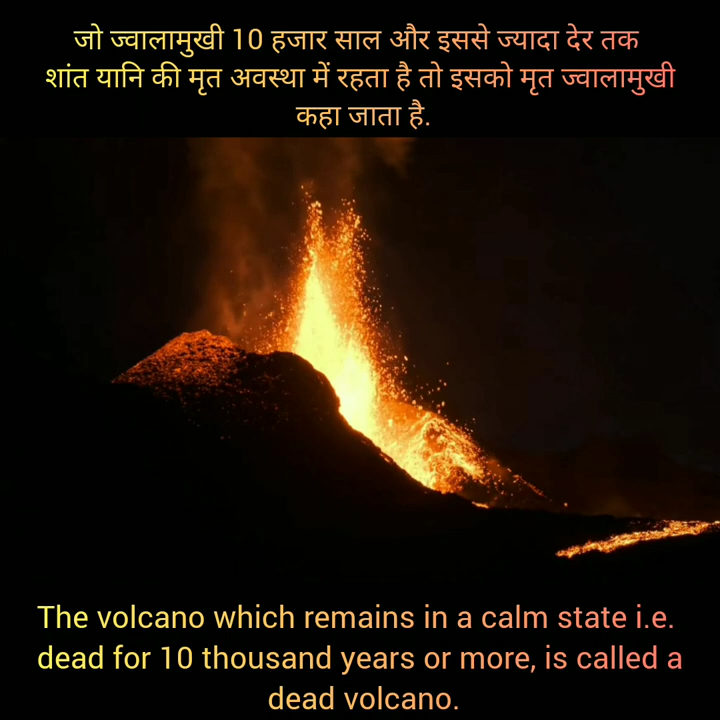 जो ज्वालामुखी 10 हजार साल और इससे ज्यादा देर तक
शांत यानि की मृत अवस्था में रहता है तो इसको मृत ज्वालामुखी
कहा जाता है.
The volcano which remains in a calm state i.e.
dead for 10 thousand years or more, is called a
dead volcano.